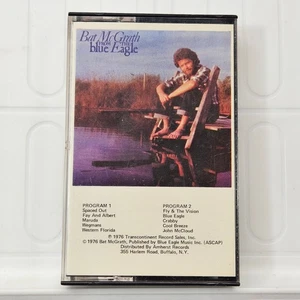 Bat McGrath
from the
blue Eagle
PROGRAM 1
Spaced Out
Fay And Albert
Manuda
Wegmans
Western Florida
PROGRAM 2
Fly & The Vision
Blue Eagle
Crabby
Cool Breeze
John McCloud
℗ 1976 Transcontinent Record Sales, Inc.
© 1976 Bat McGrath, Published by Blue Eagle Music Inc. (ASCAP)
Distributed by Amherst Records
355 Harlem Road, Buffalo, N.Y.